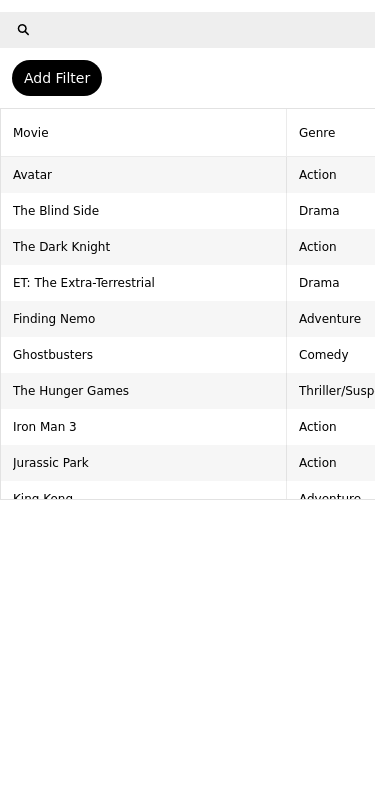 Add Filter
Movie Genre
Avatar Action
The Blind Side Drama
The Dark Knight Action
ET: The Extra-Terrestrial Drama
Finding Nemo Adventure
Ghostbusters Comedy
The Hunger Games Thriller/Susp
Iron Man 3 Action
Jurassic Park Action
King Kong Adventure